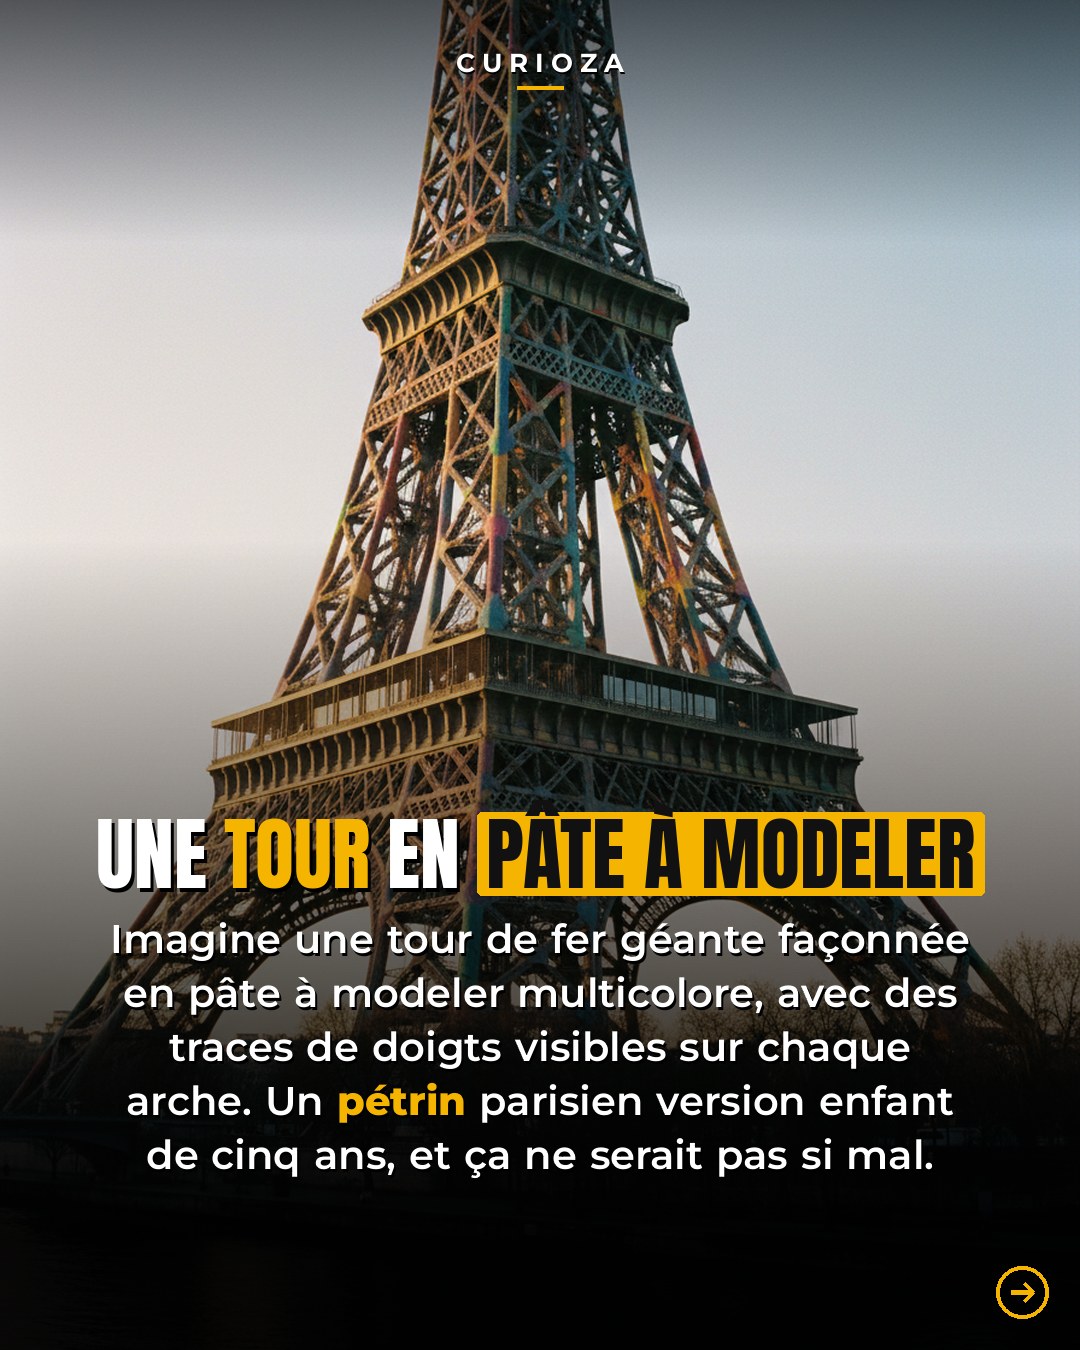 CURIOZA
UNE TOUR EN PÂTE À MODELER
Imagine une tour de fer géante façonnée
en pâte à modeler multicolore, avec des
traces de doigts visibles sur chaque
arche. Un pétrin parisien version enfant
de cinq ans, et ça ne serait pas si mal.